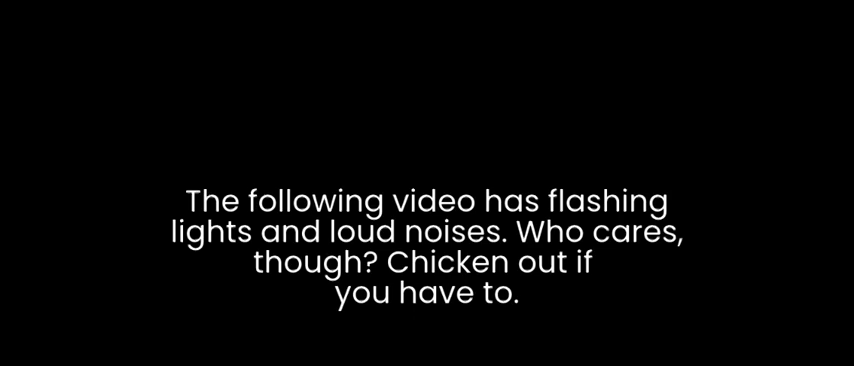 The following video has flashing
lights and loud noises. Who cares,
though? Chicken out if
you have to.